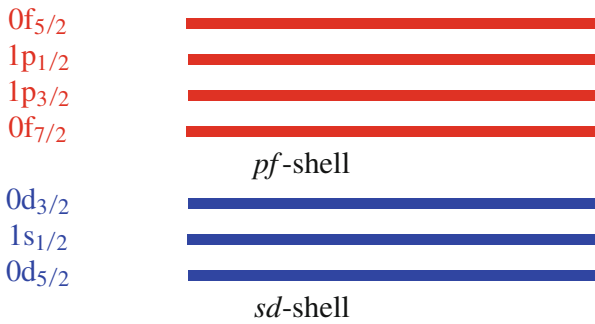 0f5/2
1p1/2
1p3/2
0f7/2
pf-shell
0d3/2
1s1/2
0d5/2
sd-shell